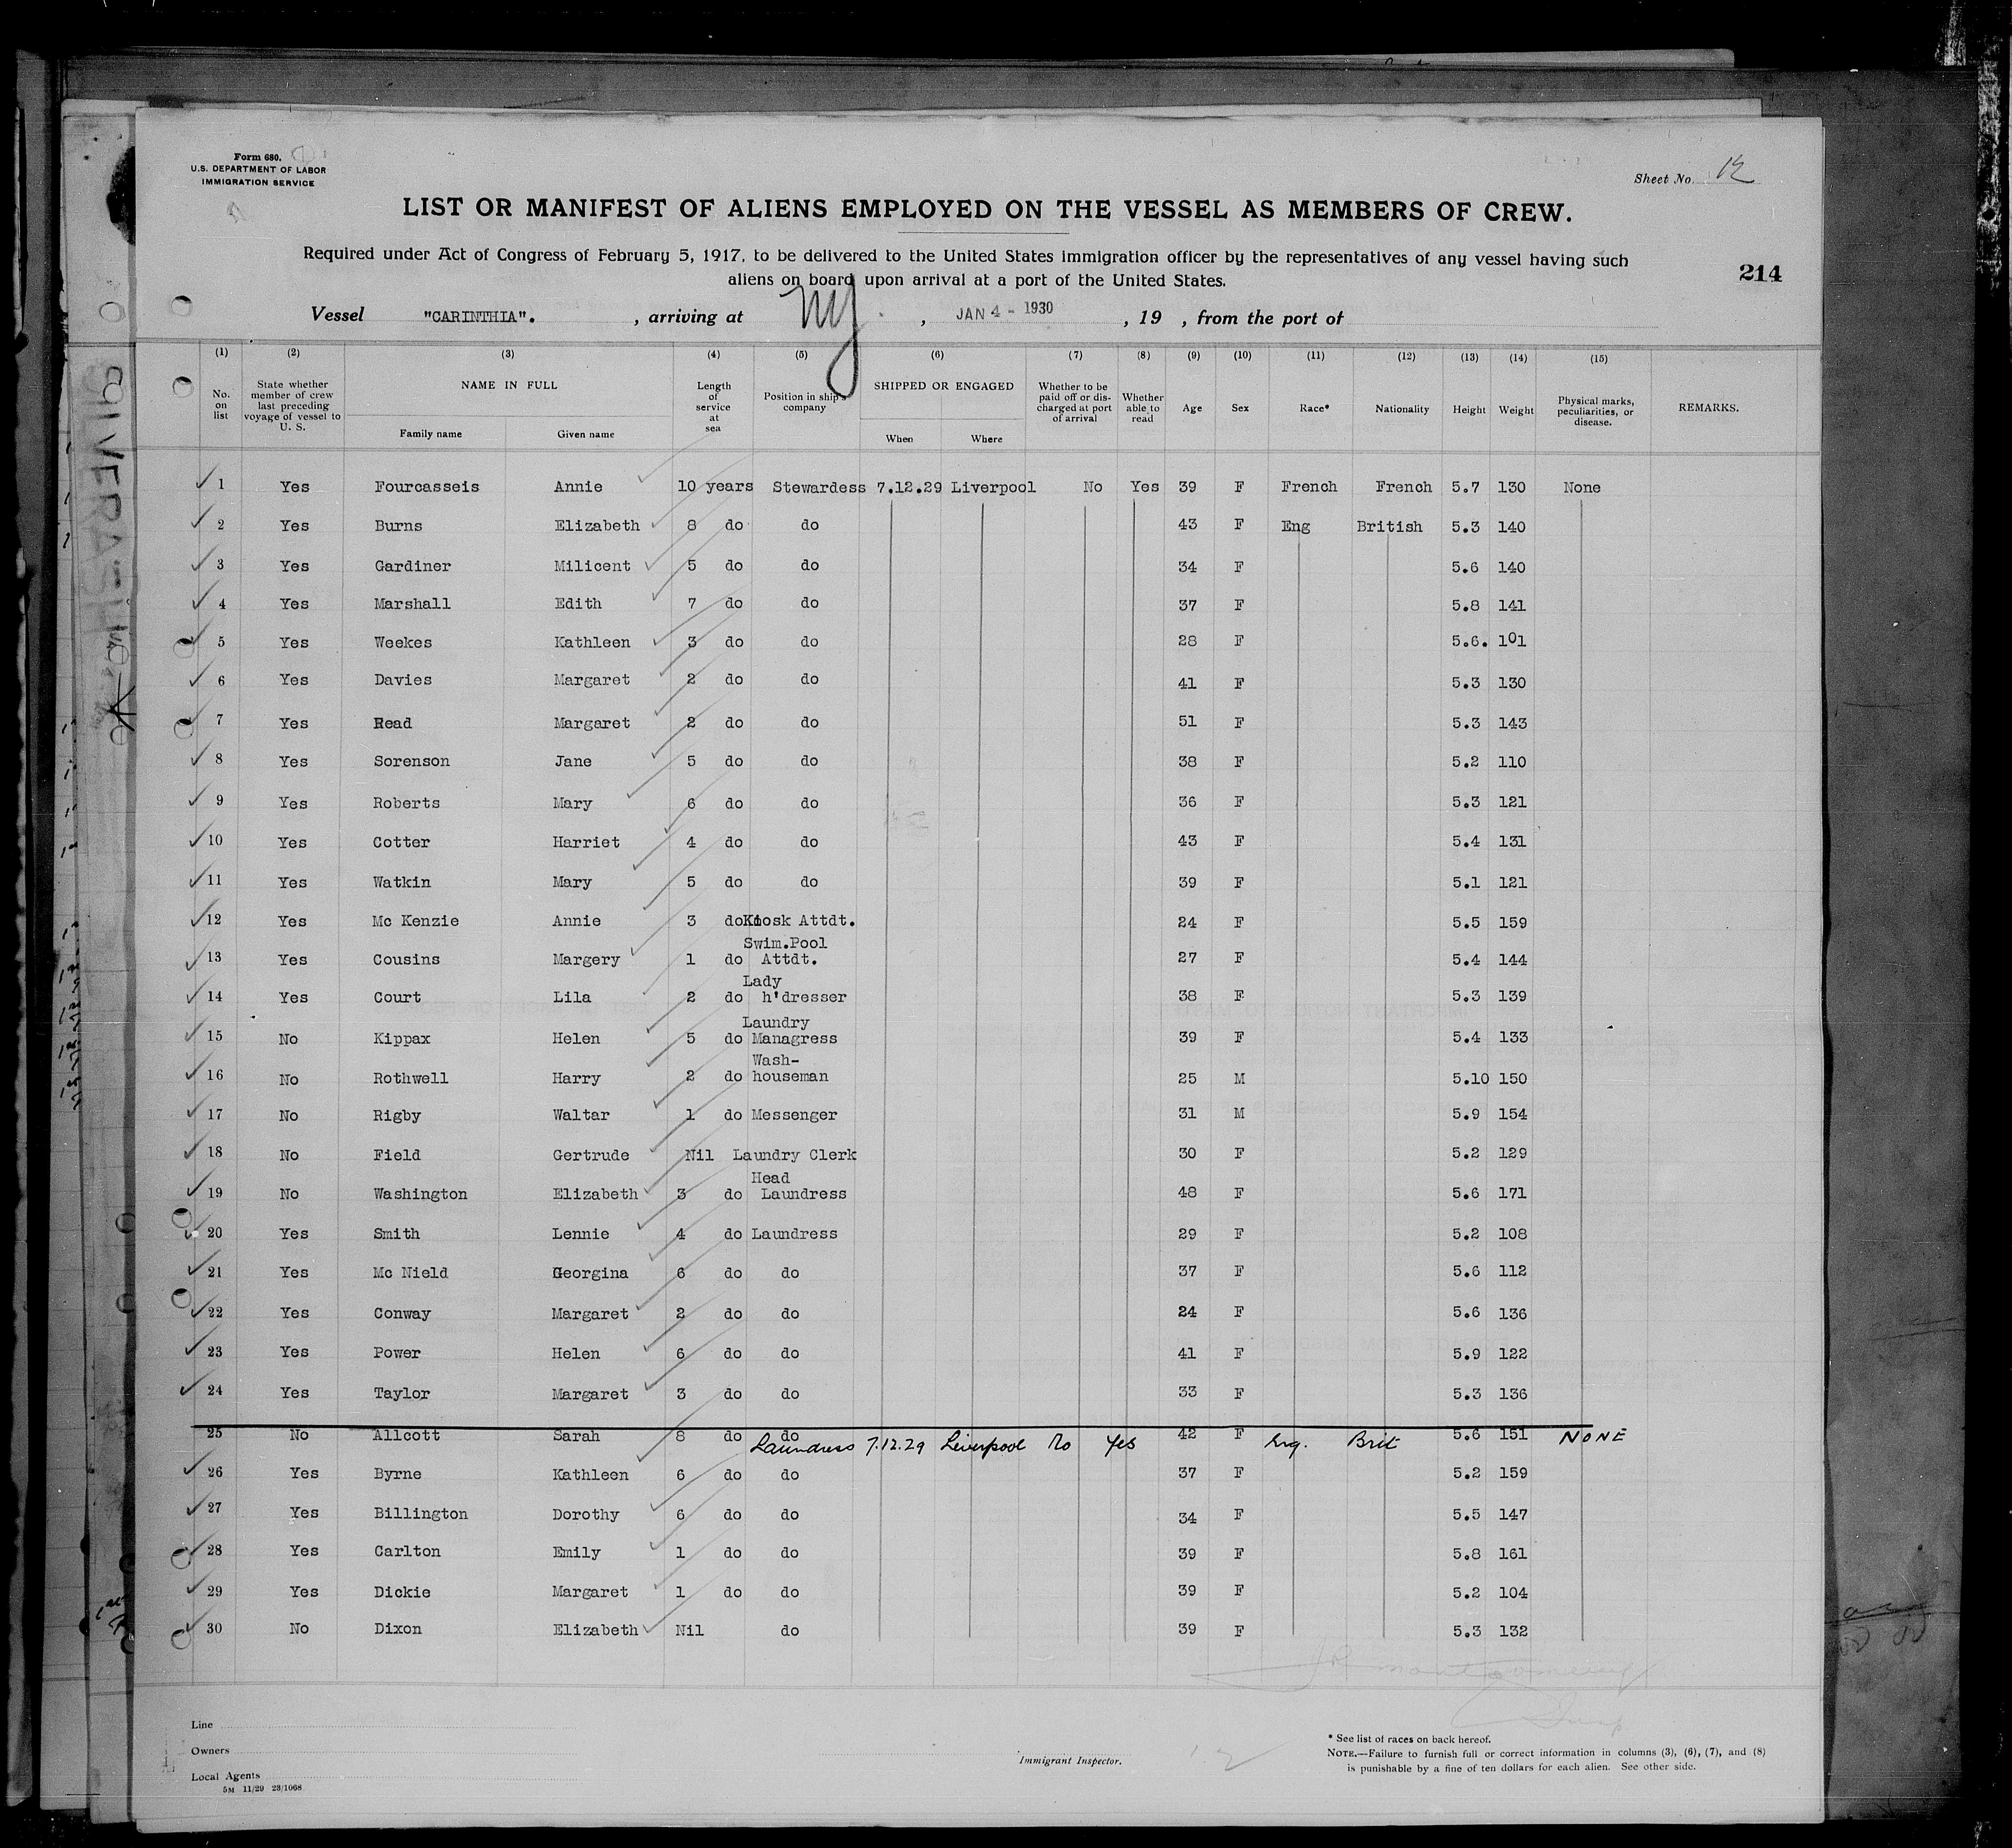 Form 680.
U.S. DEPARTMENT OF LABOR
IMMIGRATION SERVICE
Sheet No. 12
LIST OR MANIFEST OF ALIENS EMPLOYED ON THE VESSEL AS MEMBERS OF CREW.
Required under Act of Congress of February 5, 1917, to be delivered to the United States immigration officer by the representatives of any vessel having such
aliens on board upon arrival at a port of the United States.
214
Vessel "CARINTHIA". , arriving at NY. , JAN 4 - 1930 , 19 , from the port of
(1) (2) (3) (4) (5) (6) (7) (8) (9) (10) (11) (12) (13) (14) (15)
No. on list State whether member of crew last preceding voyage of vessel to U. S. NAME IN FULL Family name Given name Length of service at sea Position in ship's company SHIPPED OR ENGAGED When Where Whether to be paid off or discharged at port of arrival Whether able to read Age Sex Race* Nationality Height Weight Physical marks, peculiarities, or disease. REMARKS.
1 Yes Fourcasseis Annie 10 years Stewardess 7.12.29 Liverpool No Yes 39 F French French 5.7 130 None
2 Yes Burns Elizabeth 8 do do 43 F Eng British 5.3 140
3 Yes Gardiner Milicent 5 do do 34 F 5.6 140
4 Yes Marshall Edith 7 do do 37 F 5.8 141
5 Yes Weekes Kathleen 3 do do 28 F 5.6. 101
6 Yes Davies Margaret 2 do do 41 F 5.3 130
7 Yes Read Margaret 2 do do 51 F 5.3 143
8 Yes Sorenson Jane 5 do do 38 F 5.2 110
9 Yes Roberts Mary 6 do do 36 F 5.3 121
10 Yes Cotter Harriet 4 do do 43 F 5.4 131
11 Yes Watkin Mary 5 do do 39 F 5.1 121
12 Yes Mc Kenzie Annie 3 do Kiosk Attdt. 24 F 5.5 159
13 Yes Cousins Margery 1 do Swim.Pool Attdt. 27 F 5.4 144
14 Yes Court Lila 2 do Lady h'dresser 38 F 5.3 139
15 No Kippax Helen 5 do Laundry Managress 39 F 5.4 133
16 No Rothwell Harry 2 do Wash-houseman 25 M 5.10 150
17 No Rigby Waltar 1 do Messenger 31 M 5.9 154
18 No Field Gertrude Nil Laundry Clerk 30 F 5.2 129
19 No Washington Elizabeth 3 do Head Laundress 48 F 5.6 171
20 Yes Smith Lennie 4 do Laundress 29 F 5.2 108
21 Yes Mc Nield Georgina 6 do do 37 F 5.6 112
22 Yes Conway Margaret 2 do do 24 F 5.6 136
23 Yes Power Helen 6 do do 41 F 5.9 122
24 Yes Taylor Margaret 3 do do 33 F 5.3 136
25 No Allcott Sarah 8 do do Laundress 7.12.29 Liverpool No Yes 42 F Eng. Brit 5.6 151 NONE
26 Yes Byrne Kathleen 6 do do 37 F 5.2 159
27 Yes Billington Dorothy 6 do do 34 F 5.5 147
28 Yes Carlton Emily 1 do do 39 F 5.8 161
29 Yes Dickie Margaret 1 do do 39 F 5.2 104
30 No Dixon Elizabeth Nil do 39 F 5.3 132
Line
Owners
Local Agents
5M 11/29 23/1068
Immigrant Inspector.
* See list of races on back hereof.
NOTE.—Failure to furnish full or correct information in columns (3), (6), (7), and (8)
is punishable by a fine of ten dollars for each alien. See other side.